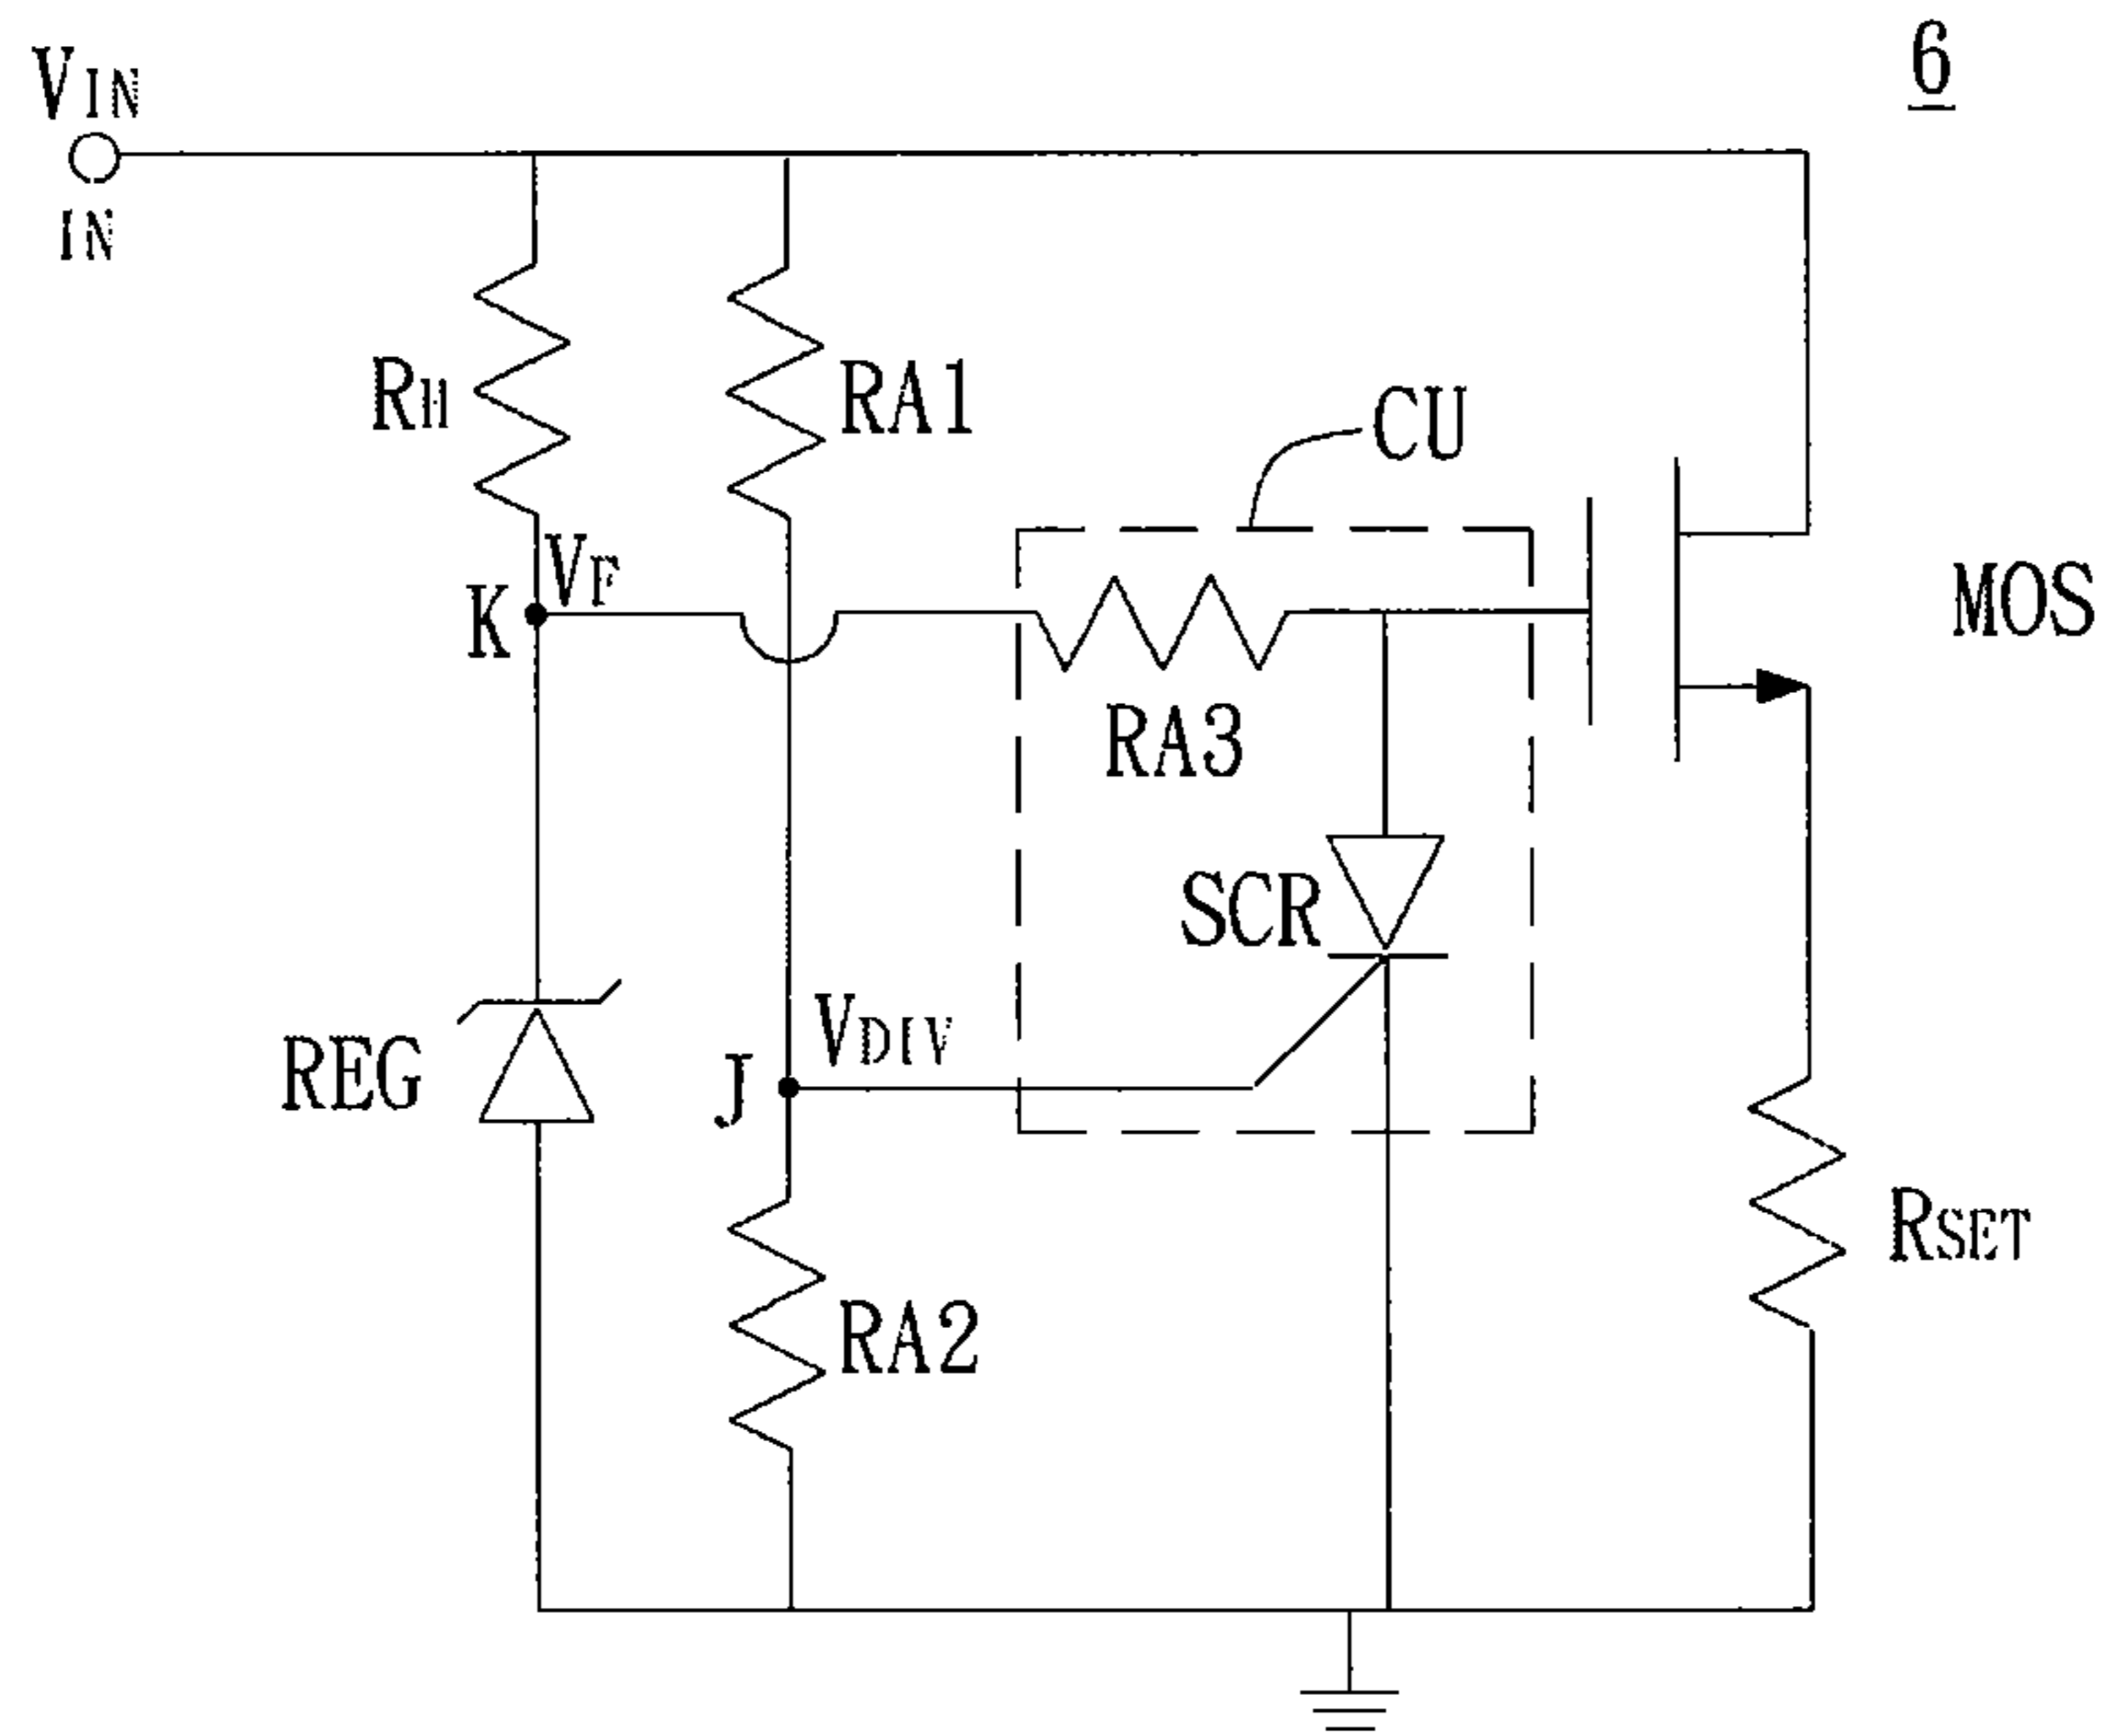 6
VIN
IN
RH
RA1
CU
VF
K
MOS
RA3
SCR
VDIV
REG
J
RSET
RA2